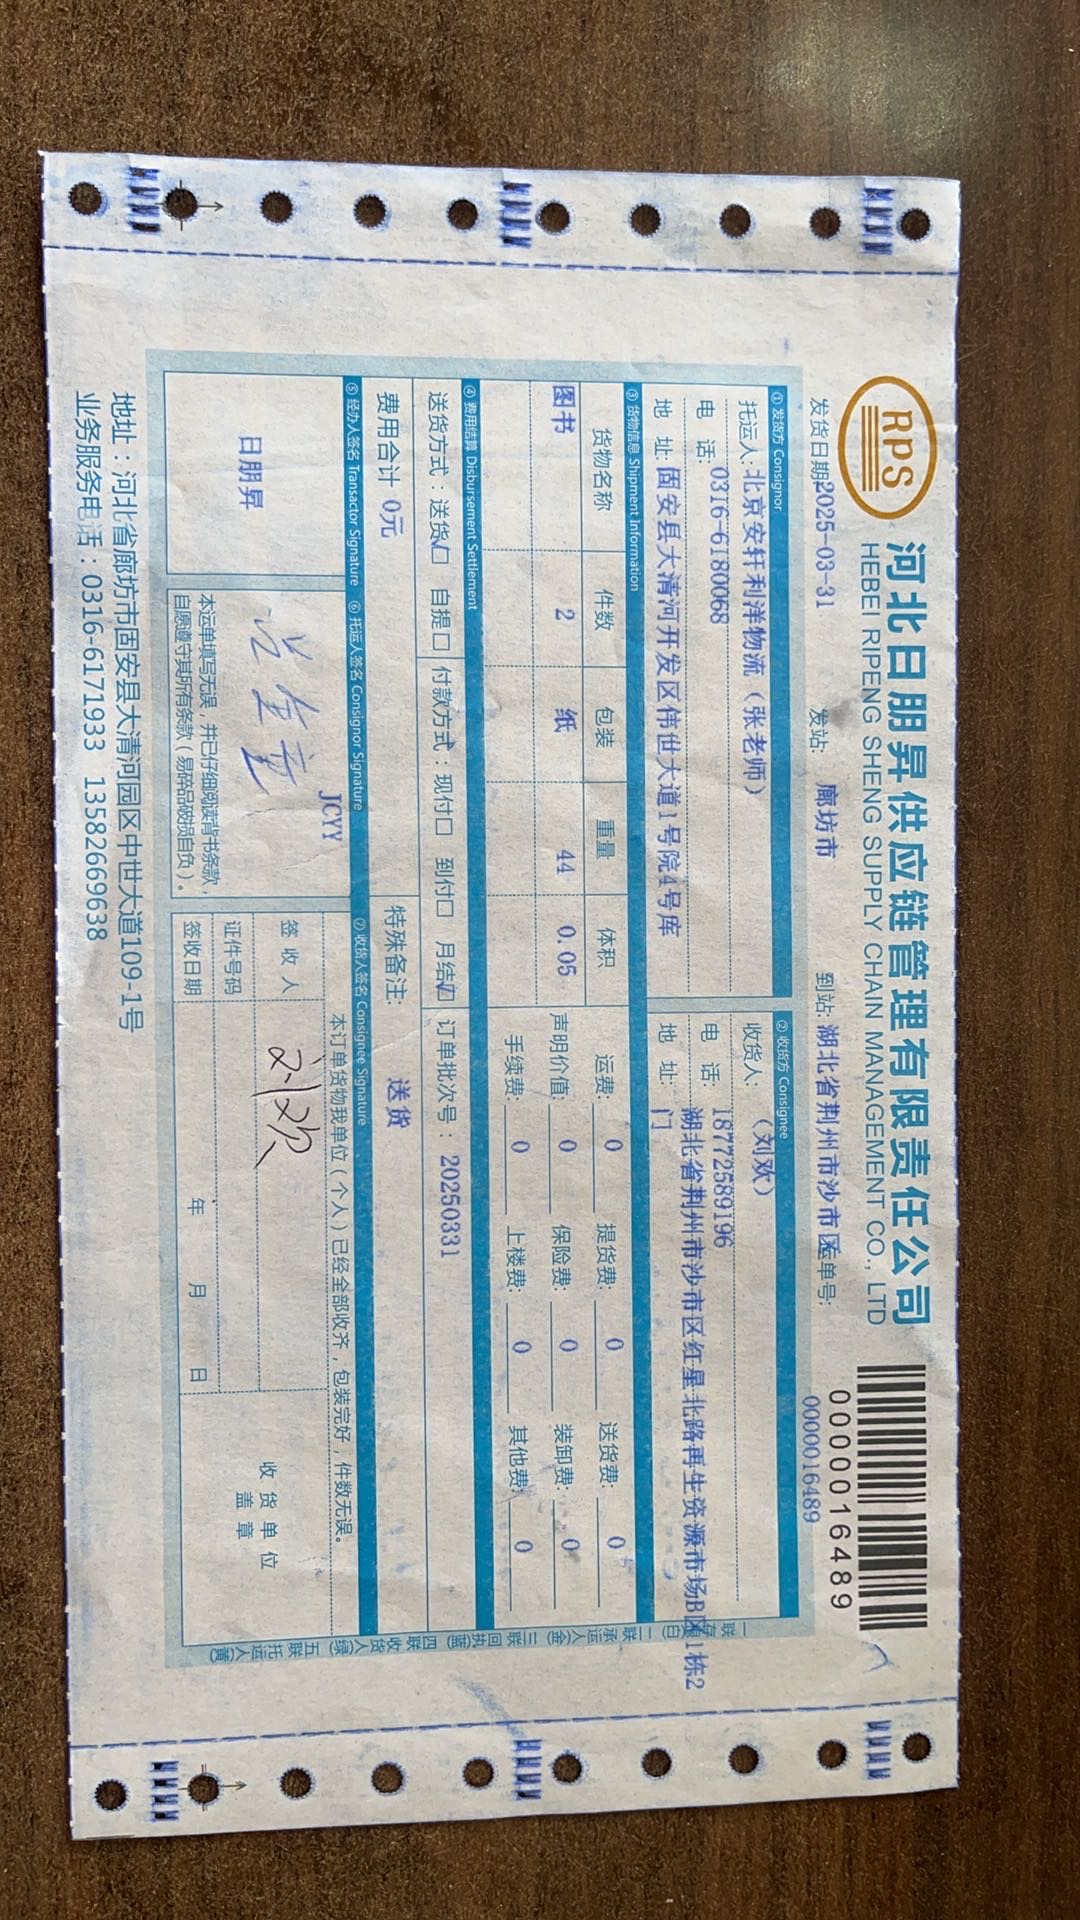 RPS
河北日朋昇供应链管理有限责任公司
HEBEI RIPENG SHENG SUPPLY CHAIN MANAGEMENT CO., LTD
0000016489
发货日期: 2025-03-31 发站: 廊坊市 到站: 湖北省荆州市沙市区 运单号: 0000016489
① 发货方 Consignor
托运人: 北京安轩利洋物流（张老师）
电 话: 0316-6180068
地 址: 固安县大清河开发区伟世大道1号院4号库
② 收货方 Consignee
收货人: （刘欢）
电 话: 18772589196
地 址: 湖北省荆州市沙市区红星北路再生资源市场B区1栋2
门
③ 货物信息 Shipment Information
货物名称 件数 包装 重量 体积
图书 2 纸 44 0.05
运费: 0 提货费: 0 送货费: 0
声明价值: 0 保险费: 0 装卸费: 0
手续费: 0 上楼费: 0 其他费: 0
④ 费用结算 Disbursement Settlement
送货方式：送货☑ 自提□ 付款方式：现付□ 到付□ 月结☑ 订单批次号： 20250331
费用合计 0元 特殊备注: 送货
⑤ 经办人签名 Transactor Signature ⑥ 托运人签名 Consignor Signature ⑦ 收货人签名 Consignee Signature
日朋昇
JCYY
本运单填写无误，并已仔细阅读背书条款，
自愿遵守其所有条款（易碎品破损自负）。
本订单货物我单位（个人）已经全部收齐，包装完好，件数无误。
签 收 人 刘欢
证件号码
签收日期 年 月 日
收 货 单 位
盖 章
一联存根(白) 二联承运人(金) 三联回执(蓝) 四联收货人(绿) 五联托运人(黄)
地址：河北省廊坊市固安县大清河园区中世大道109-1号
业务服务电话：0316-6171933 13582669638